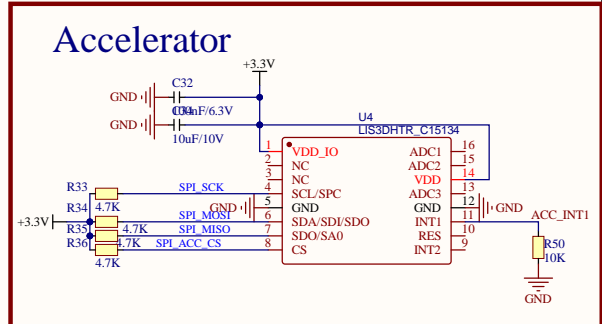 Accelerator
+3.3V
C32
GND
100nF/6.3V
C34
GND
10uF/10V
U4
LIS3DHTR_C15134
1 VDD_IO ADC1 16
2 NC ADC2 15
3 NC VDD 14
4 SCL/SPC ADC3 13
5 GND GND 12
6 SDA/SDI/SDO INT1 11
7 SDO/SA0 RES 10
8 CS INT2 9
R33 SPI_SCK
4.7K
GND
GND
R34 SPI_MOSI
+3.3V
R35 4.7K SPI_MISO
R36 4.7K SPI_ACC_CS
4.7K
ACC_INT1
R50
10K
GND